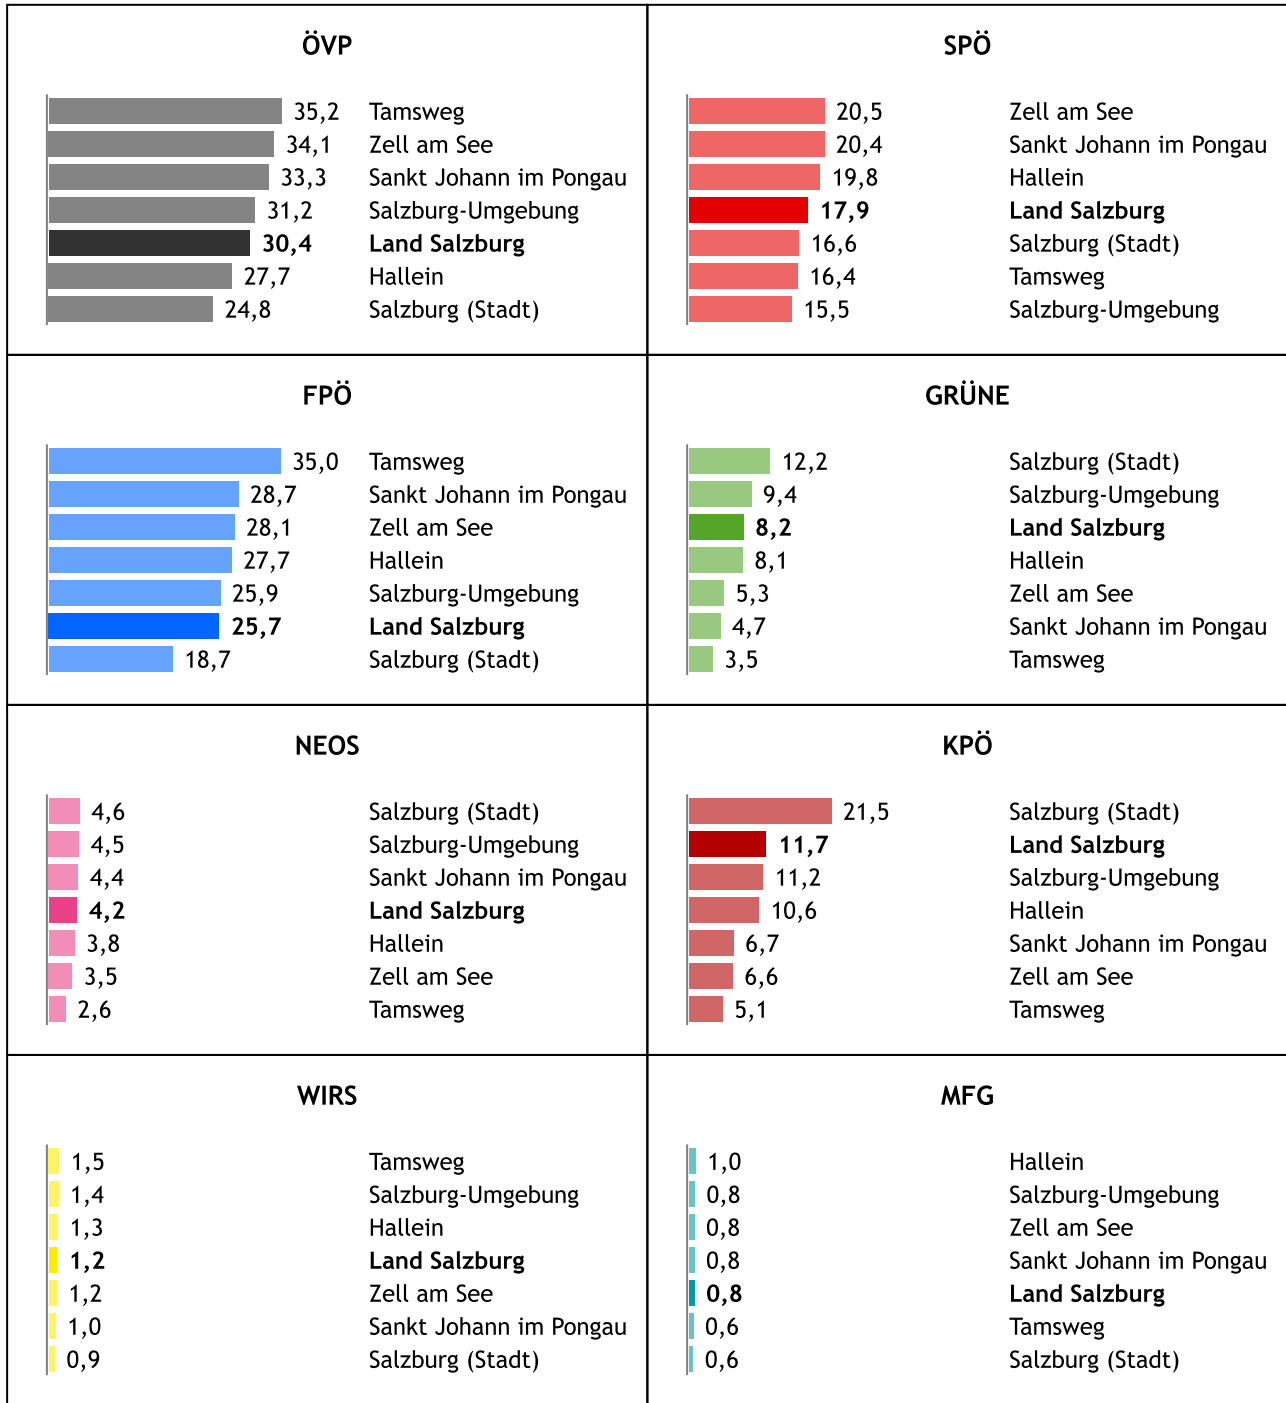 ÖVP
35,2 Tamsweg
34,1 Zell am See
33,3 Sankt Johann im Pongau
31,2 Salzburg-Umgebung
30,4 Land Salzburg
27,7 Hallein
24,8 Salzburg (Stadt)
SPÖ
20,5 Zell am See
20,4 Sankt Johann im Pongau
19,8 Hallein
17,9 Land Salzburg
16,6 Salzburg (Stadt)
16,4 Tamsweg
15,5 Salzburg-Umgebung
FPÖ
35,0 Tamsweg
28,7 Sankt Johann im Pongau
28,1 Zell am See
27,7 Hallein
25,9 Salzburg-Umgebung
25,7 Land Salzburg
18,7 Salzburg (Stadt)
GRÜNE
12,2 Salzburg (Stadt)
9,4 Salzburg-Umgebung
8,2 Land Salzburg
8,1 Hallein
5,3 Zell am See
4,7 Sankt Johann im Pongau
3,5 Tamsweg
NEOS
4,6 Salzburg (Stadt)
4,5 Salzburg-Umgebung
4,4 Sankt Johann im Pongau
4,2 Land Salzburg
3,8 Hallein
3,5 Zell am See
2,6 Tamsweg
KPÖ
21,5 Salzburg (Stadt)
11,7 Land Salzburg
11,2 Salzburg-Umgebung
10,6 Hallein
6,7 Sankt Johann im Pongau
6,6 Zell am See
5,1 Tamsweg
WIRS
1,5 Tamsweg
1,4 Salzburg-Umgebung
1,3 Hallein
1,2 Land Salzburg
1,2 Zell am See
1,0 Sankt Johann im Pongau
0,9 Salzburg (Stadt)
MFG
1,0 Hallein
0,8 Salzburg-Umgebung
0,8 Zell am See
0,8 Sankt Johann im Pongau
0,8 Land Salzburg
0,6 Tamsweg
0,6 Salzburg (Stadt)